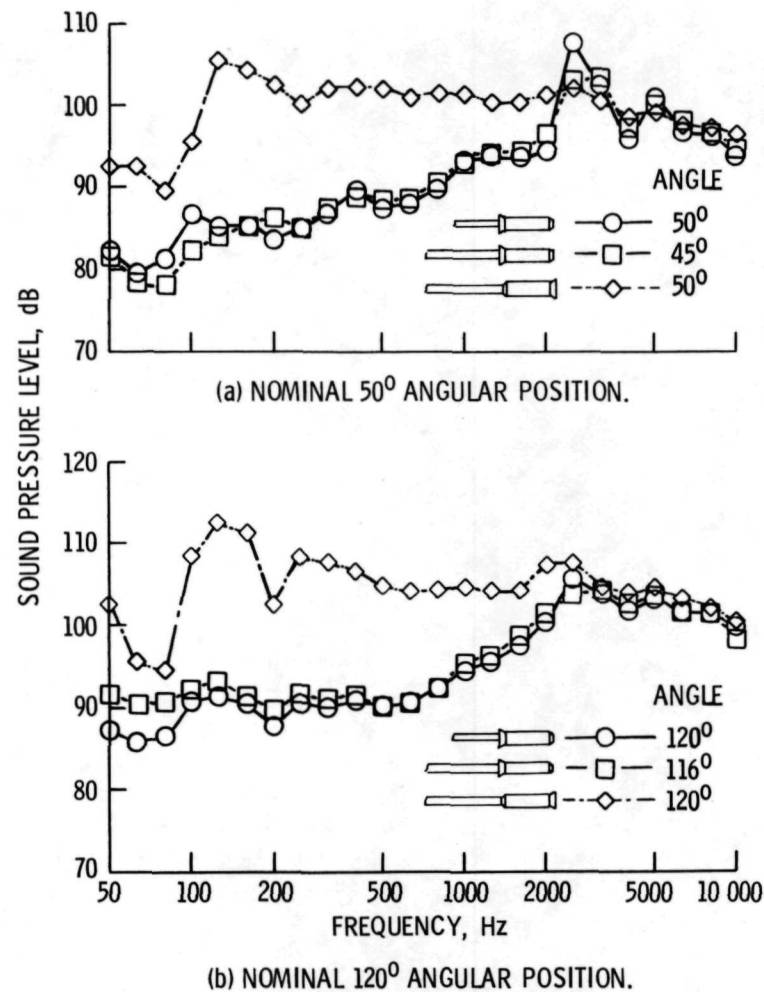 110
100
90
80
70
ANGLE
50⁰
45⁰
50⁰
(a) NOMINAL 50⁰ ANGULAR POSITION.
SOUND PRESSURE LEVEL, dB
120
110
100
90
80
70
ANGLE
120⁰
116⁰
120⁰
50 100 200 500 1000 2000 5000 10 000
FREQUENCY, Hz
(b) NOMINAL 120⁰ ANGULAR POSITION.